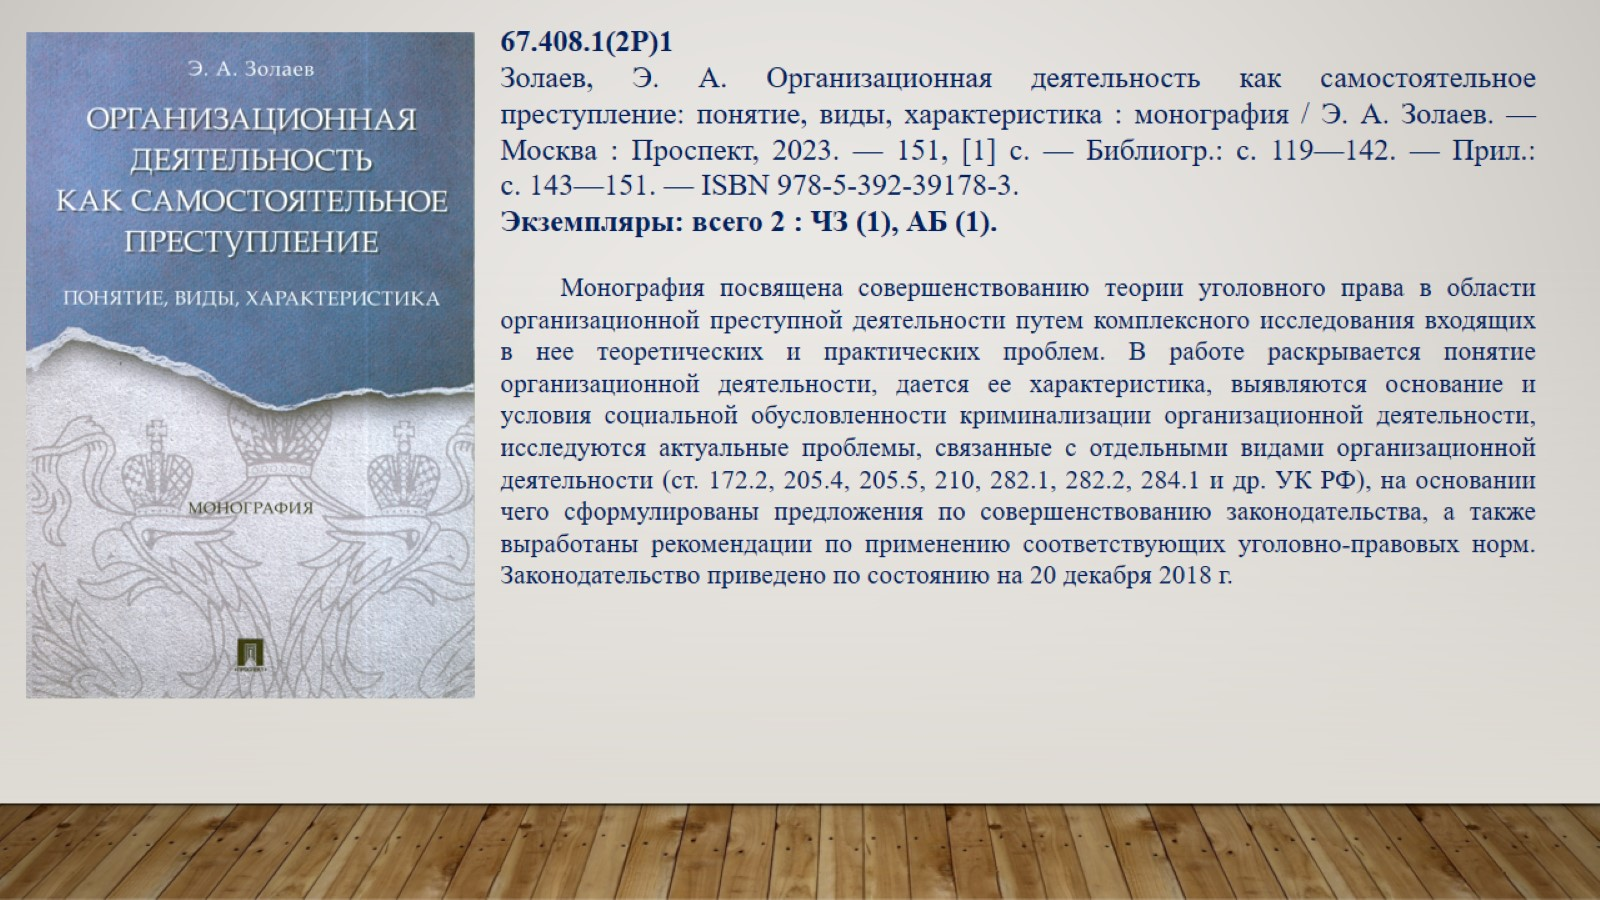 Э. А. Золаев
ОРГАНИЗАЦИОННАЯ
ДЕЯТЕЛЬНОСТЬ
КАК САМОСТОЯТЕЛЬНОЕ
ПРЕСТУПЛЕНИЕ
ПОНЯТИЕ, ВИДЫ, ХАРАКТЕРИСТИКА
МОНОГРАФИЯ
67.408.1(2Р)1
Золаев, Э. А. Организационная деятельность как самостоятельное
преступление: понятие, виды, характеристика : монография / Э. А. Золаев. —
Москва : Проспект, 2023. — 151, [1] с. — Библиогр.: с. 119—142. — Прил.:
с. 143—151. — ISBN 978-5-392-39178-3.
Экземпляры: всего 2 : ЧЗ (1), АБ (1).
Монография посвящена совершенствованию теории уголовного права в области
организационной преступной деятельности путем комплексного исследования входящих
в нее теоретических и практических проблем. В работе раскрывается понятие
организационной деятельности, дается ее характеристика, выявляются основание и
условия социальной обусловленности криминализации организационной деятельности,
исследуются актуальные проблемы, связанные с отдельными видами организационной
деятельности (ст. 172.2, 205.4, 205.5, 210, 282.1, 282.2, 284.1 и др. УК РФ), на основании
чего сформулированы предложения по совершенствованию законодательства, а также
выработаны рекомендации по применению соответствующих уголовно-правовых норм.
Законодательство приведено по состоянию на 20 декабря 2018 г.